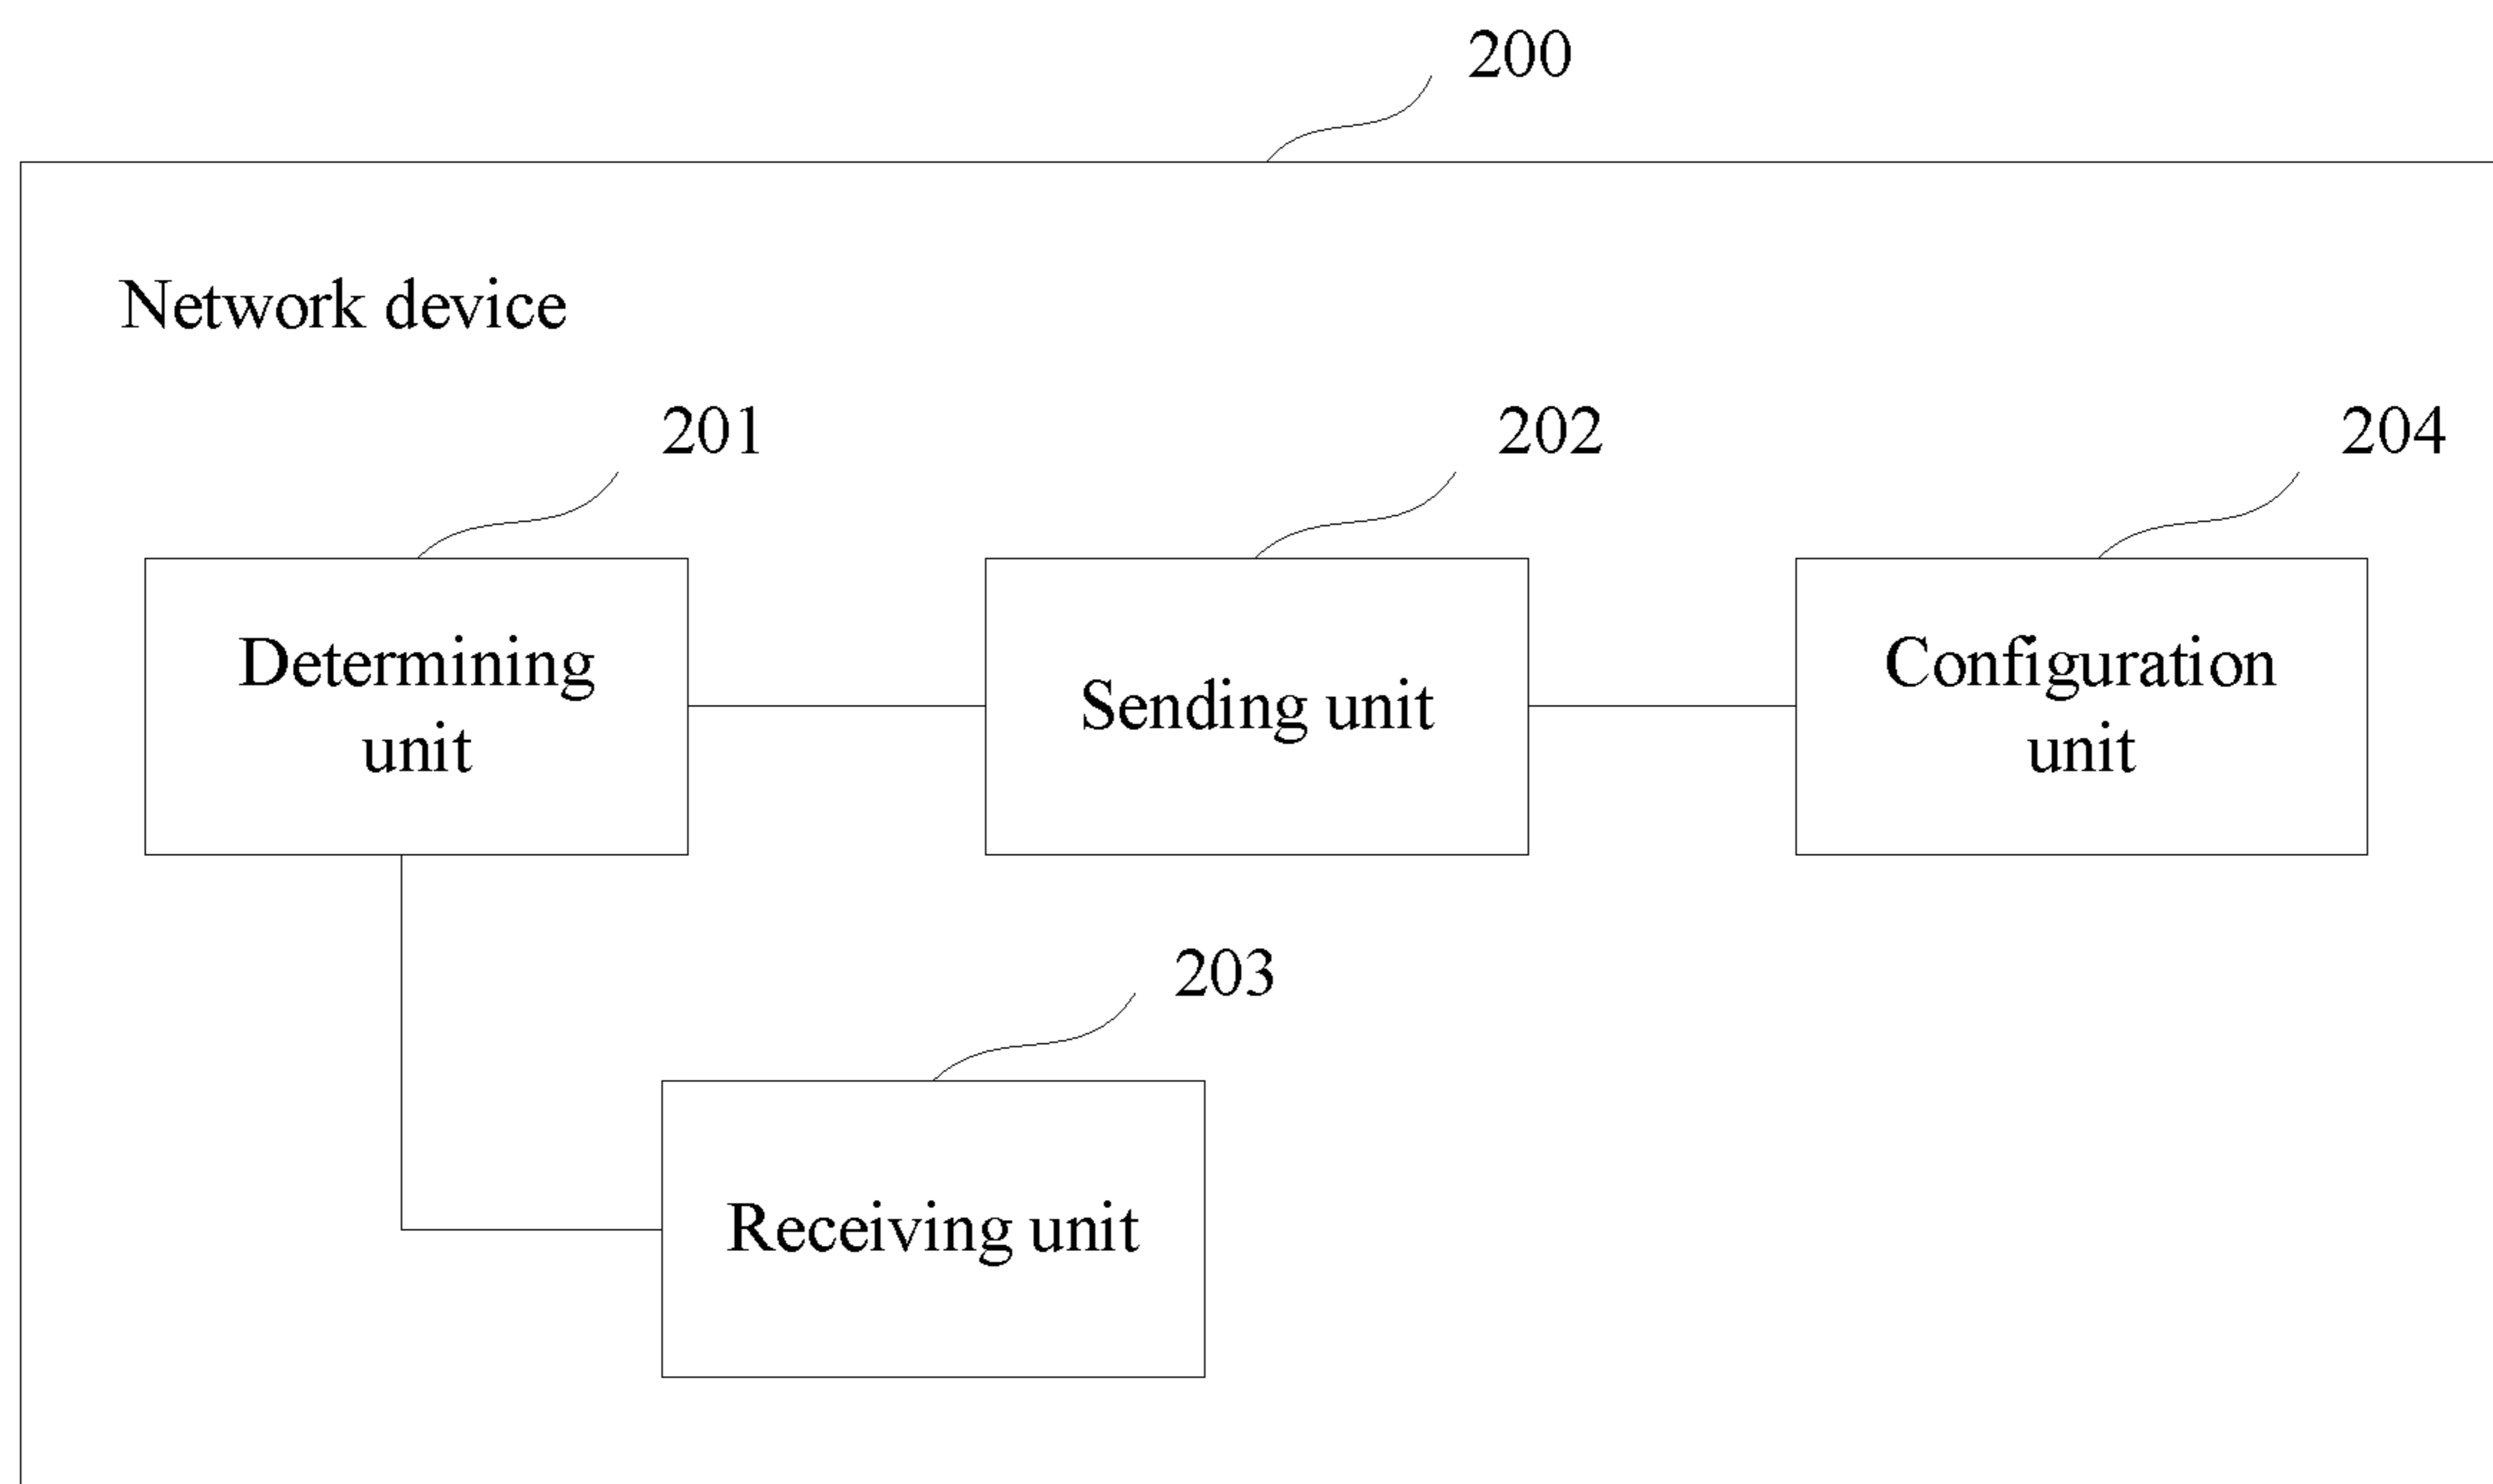 200
Network device
201
202
204
Determining
unit
Sending unit
Configuration
unit
203
Receiving unit